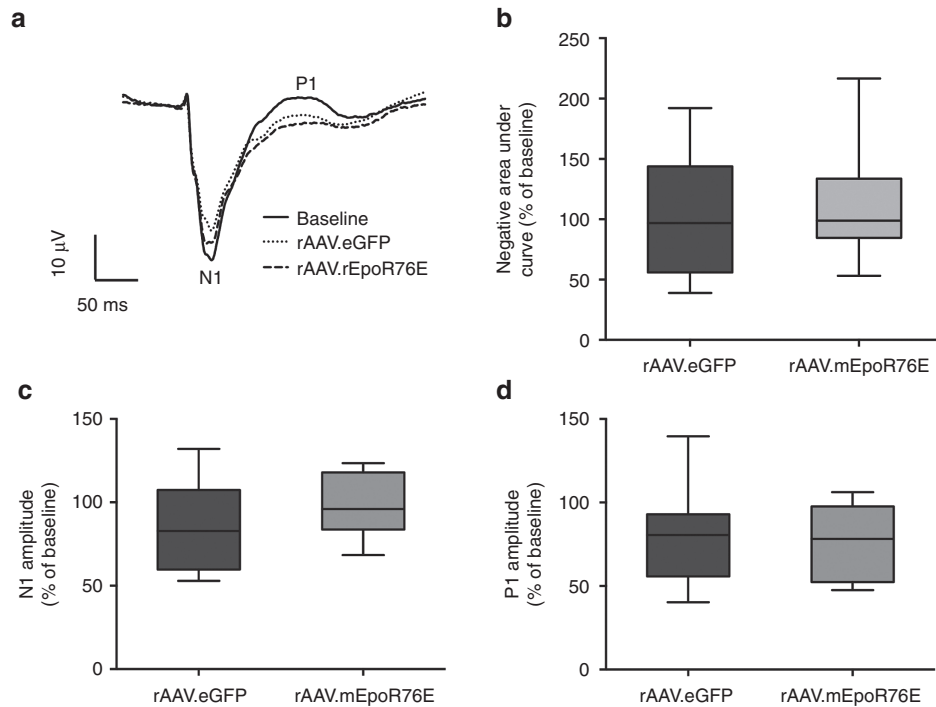 a
P1
N1
Baseline
rAAV.eGFP
rAAV.rEpoR76E
10 µV
50 ms
b
Negative area under
curve (% of baseline)
250
200
150
100
50
0
rAAV.eGFP
rAAV.mEpoR76E
c
N1 amplitude
(% of baseline)
150
100
50
0
rAAV.eGFP
rAAV.mEpoR76E
d
P1 amplitude
(% of baseline)
150
100
50
0
rAAV.eGFP
rAAV.mEpoR76E